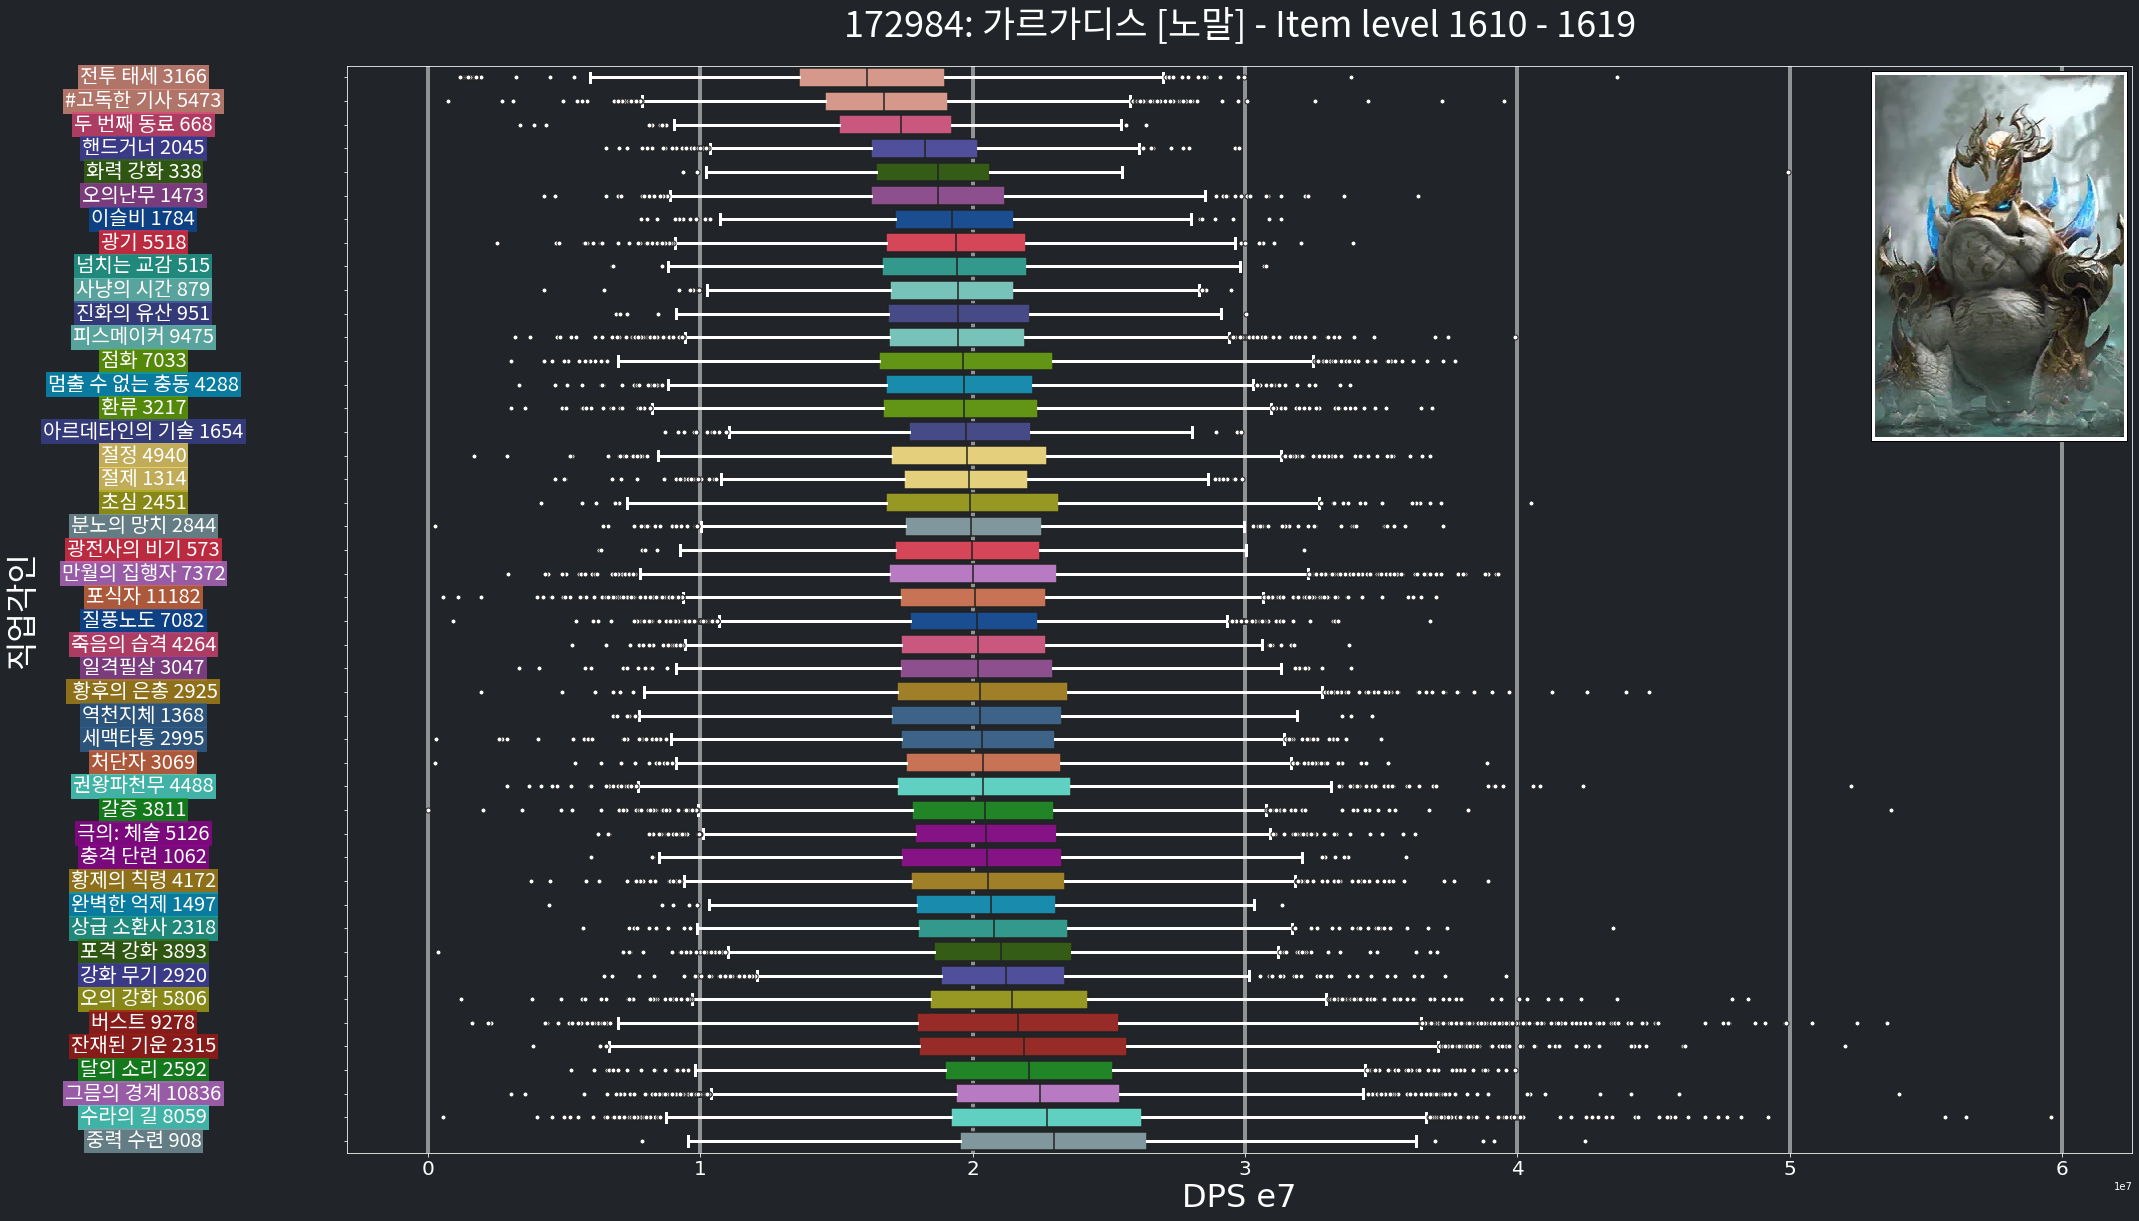 172984: 가르가디스 [노말] - Item level 1610 - 1619
전투 태세 3166
#고독한 기사 5473
두 번째 동료 668
핸드거너 2045
화력 강화 338
오의난무 1473
이슬비 1784
광기 5518
넘치는 교감 515
사냥의 시간 879
진화의 유산 951
피스메이커 9475
점화 7033
멈출 수 없는 충동 4288
환류 3217
아르데타인의 기술 1654
절정 4940
절제 1314
초심 2451
분노의 망치 2844
광전사의 비기 573
만월의 집행자 7372
포식자 11182
질풍노도 7082
죽음의 습격 4264
일격필살 3047
황후의 은총 2925
역천지체 1368
세맥타통 2995
처단자 3069
권왕파천무 4488
갈증 3811
극의: 체술 5126
충격 단련 1062
황제의 칙령 4172
완벽한 억제 1497
상급 소환사 2318
포격 강화 3893
강화 무기 2920
오의 강화 5806
버스트 9278
잔재된 기운 2315
달의 소리 2592
그믐의 경계 10836
수라의 길 8059
중력 수련 908
직업각인
0 1 2 3 4 5 6
DPS e7
1e7